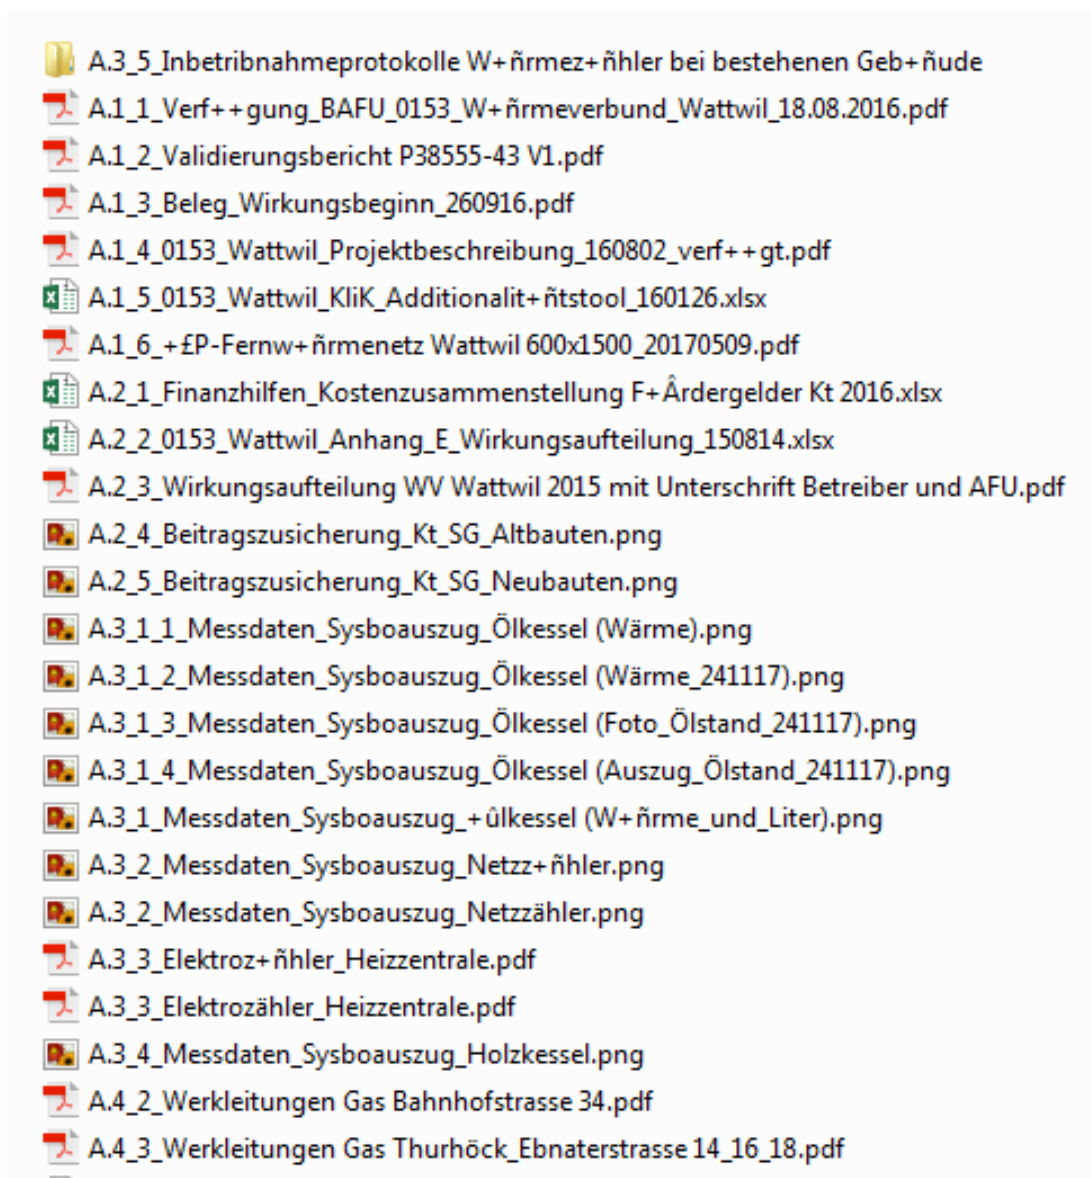 A.3_5_Inbetribnahmeprotokolle W+ñrmez+ñhler bei bestehenen Geb+ñude
A.1_1_Verf++gung_BAFU_0153_W+ñrmeverbund_Wattwil_18.08.2016.pdf
A.1_2_Validierungsbericht P38555-43 V1.pdf
A.1_3_Beleg_Wirkungsbeginn_260916.pdf
A.1_4_0153_Wattwil_Projektbeschreibung_160802_verf++gt.pdf
A.1_5_0153_Wattwil_KliK_Additionalit+ñtstool_160126.xlsx
A.1_6_+£P-Fernw+ñrmenetz Wattwil 600x1500_20170509.pdf
A.2_1_Finanzhilfen_Kostenzusammenstellung F+Ârdergelder Kt 2016.xlsx
A.2_2_0153_Wattwil_Anhang_E_Wirkungsaufteilung_150814.xlsx
A.2_3_Wirkungsaufteilung WV Wattwil 2015 mit Unterschrift Betreiber und AFU.pdf
A.2_4_Beitragszusicherung_Kt_SG_Altbauten.png
A.2_5_Beitragszusicherung_Kt_SG_Neubauten.png
A.3_1_1_Messdaten_Sysboauszug_Ölkessel (Wärme).png
A.3_1_2_Messdaten_Sysboauszug_Ölkessel (Wärme_241117).png
A.3_1_3_Messdaten_Sysboauszug_Ölkessel (Foto_Ölstand_241117).png
A.3_1_4_Messdaten_Sysboauszug_Ölkessel (Auszug_Ölstand_241117).png
A.3_1_Messdaten_Sysboauszug_+ûlkessel (W+ñrme_und_Liter).png
A.3_2_Messdaten_Sysboauszug_Netzz+ñhler.png
A.3_2_Messdaten_Sysboauszug_Netzzähler.png
A.3_3_Elektroz+ñhler_Heizzentrale.pdf
A.3_3_Elektrozähler_Heizzentrale.pdf
A.3_4_Messdaten_Sysboauszug_Holzkessel.png
A.4_2_Werkleitungen Gas Bahnhofstrasse 34.pdf
A.4_3_Werkleitungen Gas Thurhöck_Ebnaterstrasse 14_16_18.pdf